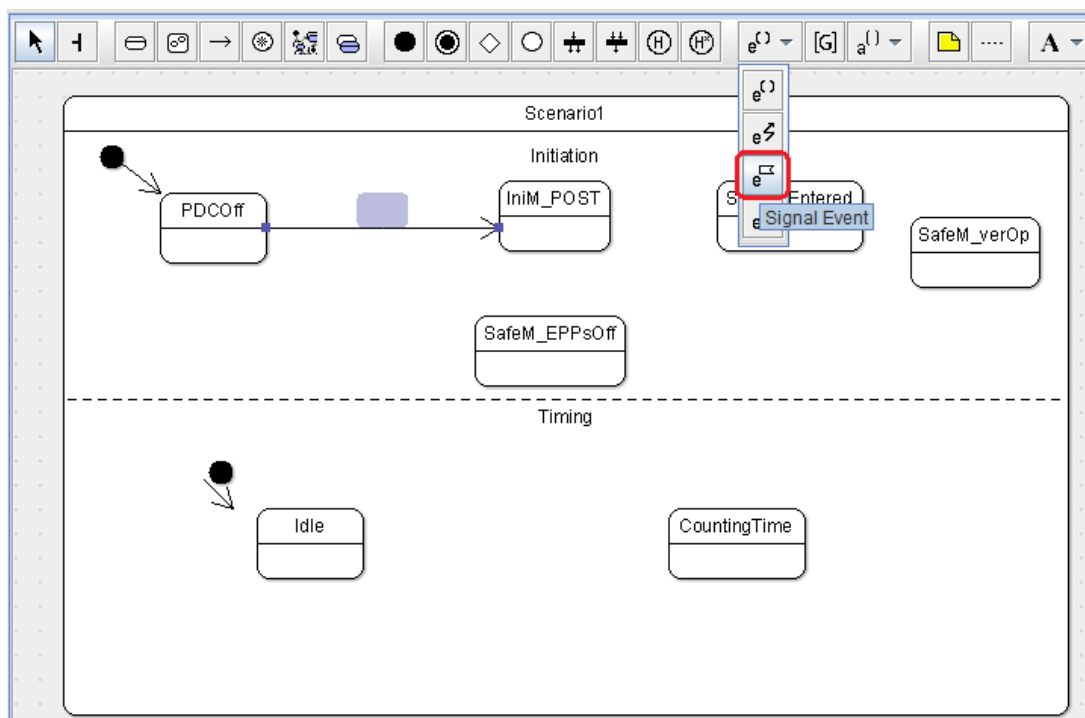 H H* e() [G] a() A
Scenario1
e()
e
Initiation
e
PDCOff
IniM_POST
S Entered
e
Signal Event
SafeM_verOp
SafeM_EPPsOff
Timing
Idle
CountingTime